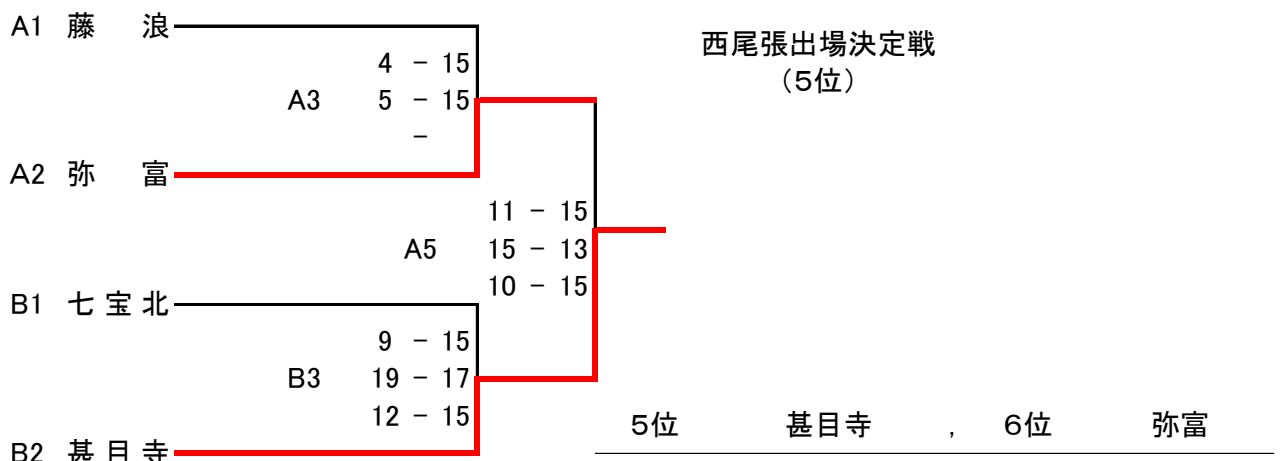 A1 藤 浪
西尾張出場決定戦
（5位）
4 - 15
A3 5 - 15
-
A2 弥 富
11 - 15
A5 15 - 13
10 - 15
B1 七宝北
9 - 15
B3 19 - 17
12 - 15
5位 甚目寺 , 6位 弥富
B2 甚目寺